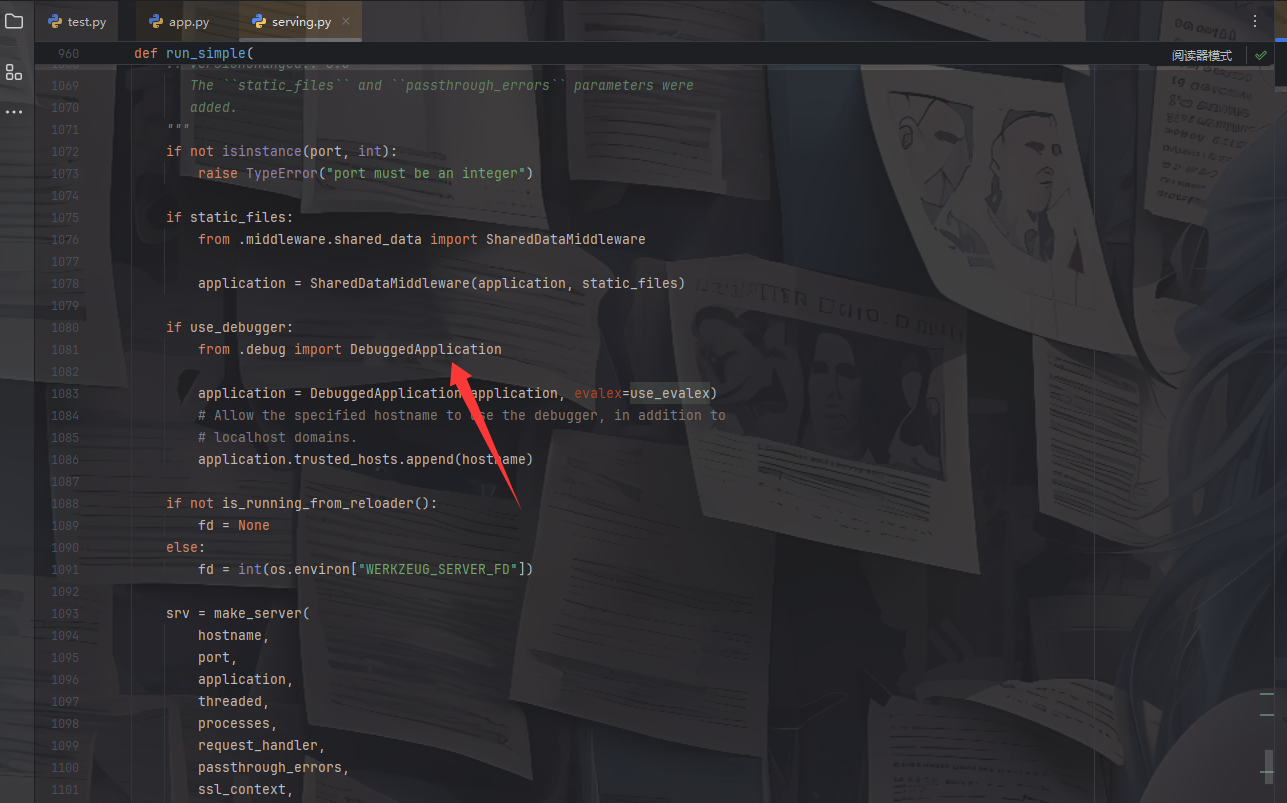 test.py app.py serving.py
960 def run_simple( 阅读器模式
1069 The ``static_files`` and ``passthrough_errors`` parameters were
1070 added.
1071 """
1072 if not isinstance(port, int):
1073 raise TypeError("port must be an integer")
1074
1075 if static_files:
1076 from .middleware.shared_data import SharedDataMiddleware
1077
1078 application = SharedDataMiddleware(application, static_files)
1079
1080 if use_debugger:
1081 from .debug import DebuggedApplication
1082
1083 application = DebuggedApplication(application, evalex=use_evalex)
1084 # Allow the specified hostname to use the debugger, in addition to
1085 # localhost domains.
1086 application.trusted_hosts.append(hostname)
1087
1088 if not is_running_from_reloader():
1089 fd = None
1090 else:
1091 fd = int(os.environ["WERKZEUG_SERVER_FD"])
1092
1093 srv = make_server(
1094 hostname,
1095 port,
1096 application,
1097 threaded,
1098 processes,
1099 request_handler,
1100 passthrough_errors,
1101 ssl_context,